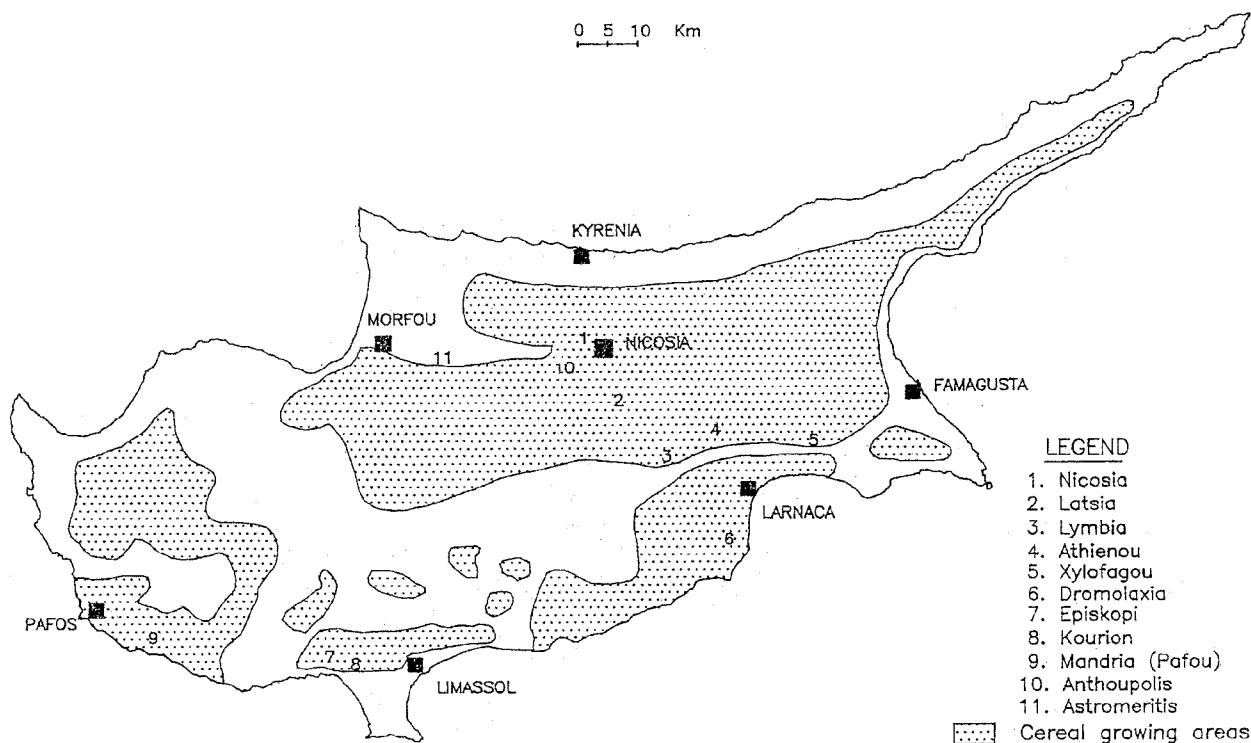 0 5 10 Km
KYRENIA
MORFOU
1
NICOSIA
11
10
2
FAMAGUSTA
4
5
3
LARNACA
6
PAFOS
9
7
8
LIMASSOL
LEGEND
1. Nicosia
2. Latsia
3. Lymbia
4. Athienou
5. Xylofagou
6. Dromolaxia
7. Episkopi
8. Kourion
9. Mandria (Pafou)
10. Anthoupolis
11. Astromeritis
Cereal growing areas